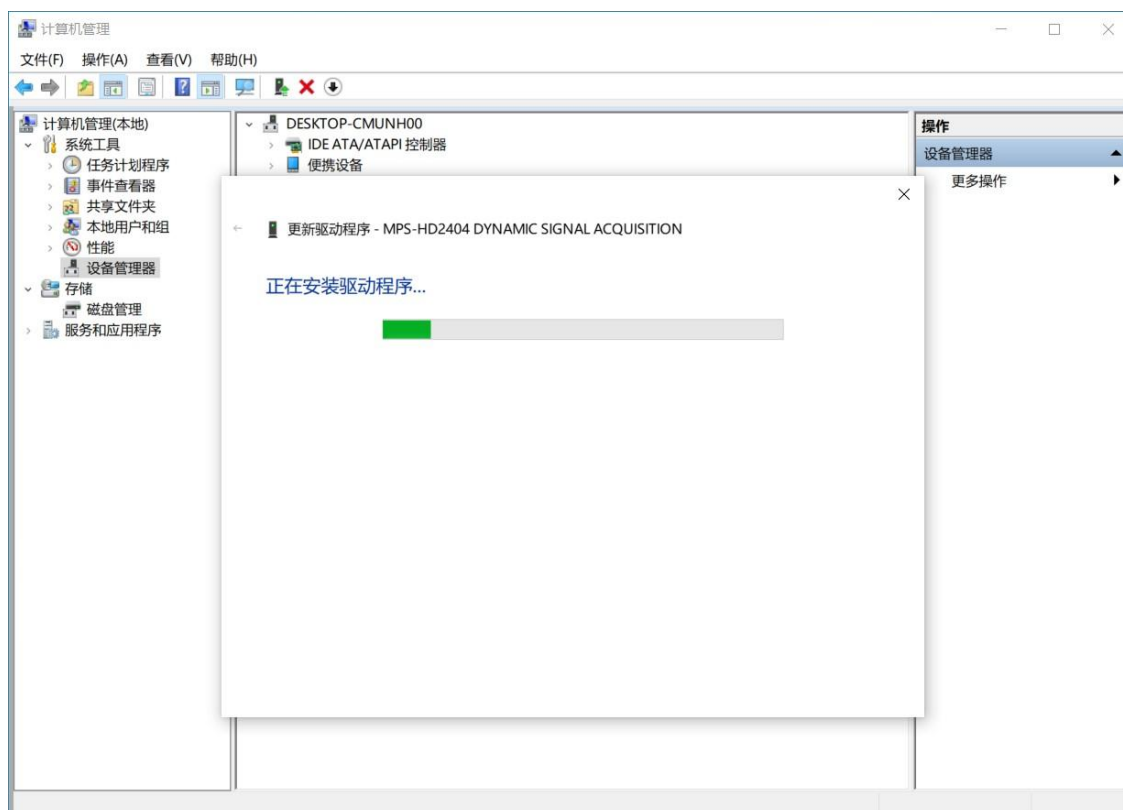 计算机管理
文件(F) 操作(A) 查看(V) 帮助(H)
计算机管理(本地)
系统工具
任务计划程序
事件查看器
共享文件夹
本地用户和组
性能
设备管理器
存储
磁盘管理
服务和应用程序
DESKTOP-CMUNH00
IDE ATA/ATAPI 控制器
便携设备
更新驱动程序 - MPS-HD2404 DYNAMIC SIGNAL ACQUISITION
正在安装驱动程序...
操作
设备管理器
更多操作